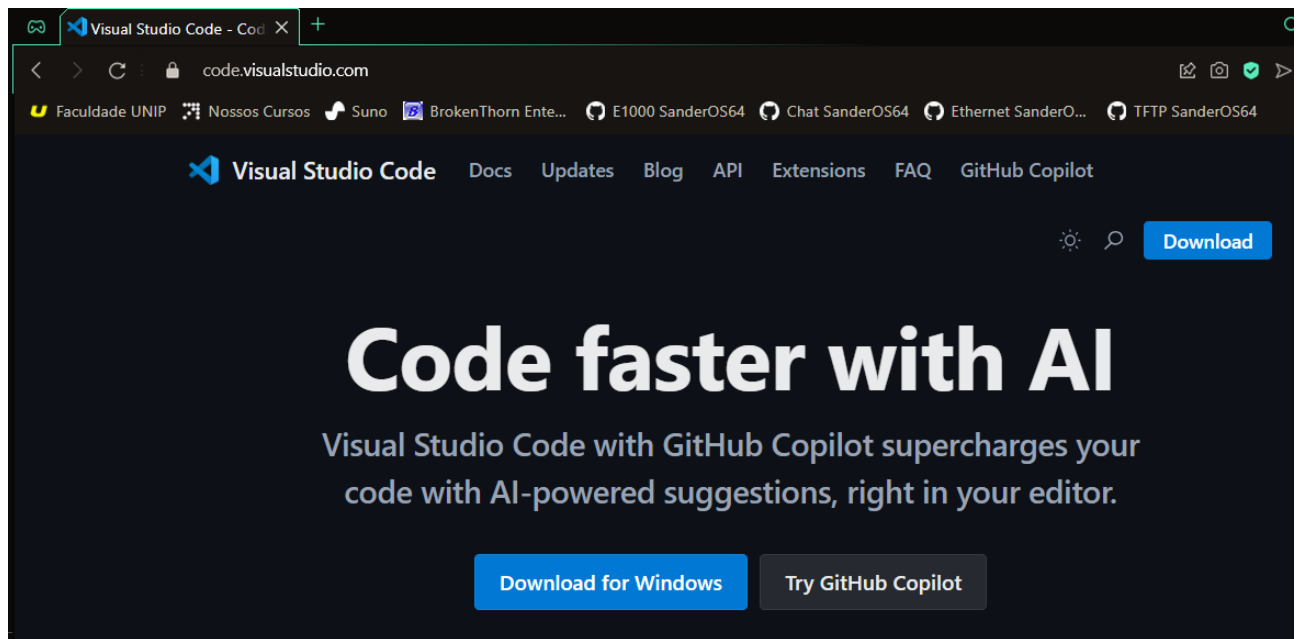 Visual Studio Code - Cod
code.visualstudio.com
Faculdade UNIP Nossos Cursos Suno BrokenThorn Ente... E1000 SanderOS64 Chat SanderOS64 Ethernet SanderO... TFTP SanderOS64
Visual Studio Code Docs Updates Blog API Extensions FAQ GitHub Copilot
Download
Code faster with AI
Visual Studio Code with GitHub Copilot supercharges your
code with AI-powered suggestions, right in your editor.
Download for Windows Try GitHub Copilot